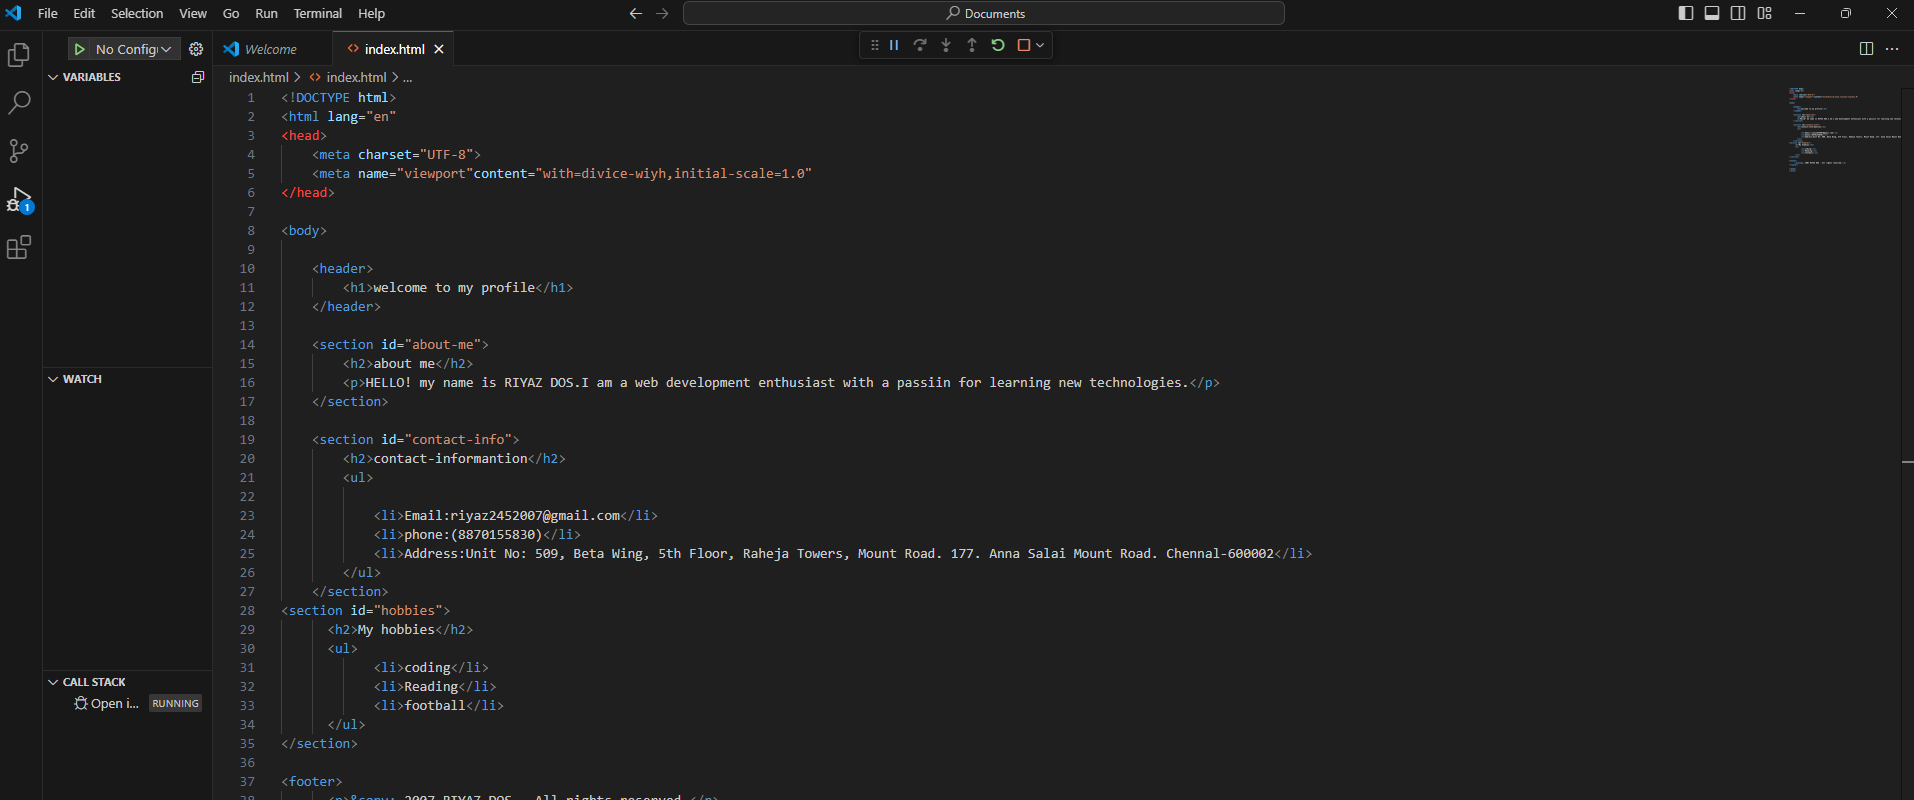 File Edit Selection View Go Run Terminal Help
Documents
No Config
Welcome
index.html
VARIABLES
index.html > index.html > ...
1 <!DOCTYPE html>
2 <html lang="en"
3 <head>
4 <meta charset="UTF-8">
5 <meta name="viewport"content="with=divice-wiyh,initial-scale=1.0"
6 </head>
7
8 <body>
9
10 <header>
11 <h1>welcome to my profile</h1>
12 </header>
13
14 <section id="about-me">
15 <h2>about me</h2>
16 <p>HELLO! my name is RIYAZ DOS.I am a web development enthusiast with a passiin for learning new technologies.</p>
17 </section>
18
19 <section id="contact-info">
20 <h2>contact-informantion</h2>
21 <ul>
22
23 <li>Email:riyaz2452007@gmail.com</li>
24 <li>phone:(8870155830)</li>
25 <li>Address:Unit No: 509, Beta Wing, 5th Floor, Raheja Towers, Mount Road. 177. Anna Salai Mount Road. Chennal-600002</li>
26 </ul>
27 </section>
28 <section id="hobbies">
29 <h2>My hobbies</h2>
30 <ul>
31 <li>coding</li>
32 <li>Reading</li>
33 <li>football</li>
34 </ul>
35 </section>
36
37 <footer>
38 <p>&copy; 2007 RIYAZ DOS. All rights reserved.</p>
WATCH
CALL STACK
Open i... RUNNING
1